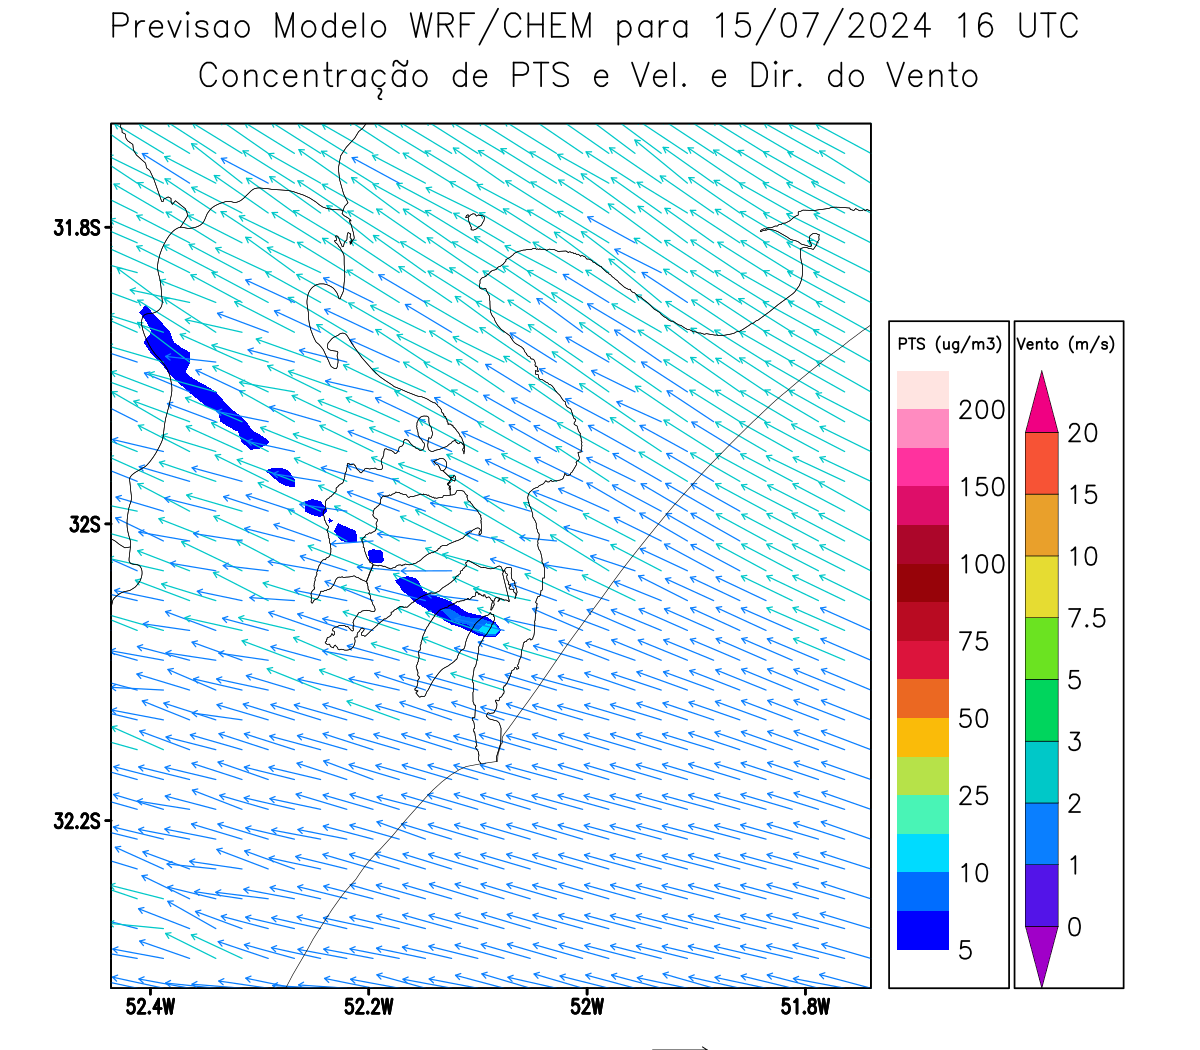 Previsao Modelo WRF/CHEM para 15/07/2024 16 UTC
Concentração de PTS e Vel. e Dir. do Vento
31.8S
32S
32.2S
52.4W
52.2W
52W
51.8W
PTS (ug/m3)
200
150
100
75
50
25
10
5
Vento (m/s)
20
15
10
7.5
5
3
2
1
0